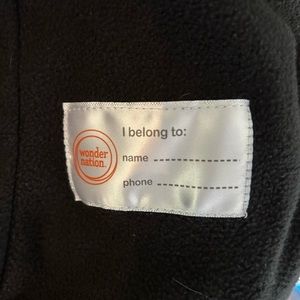 wonder
nation.
I belong to:
name ------------------
phone ------------------